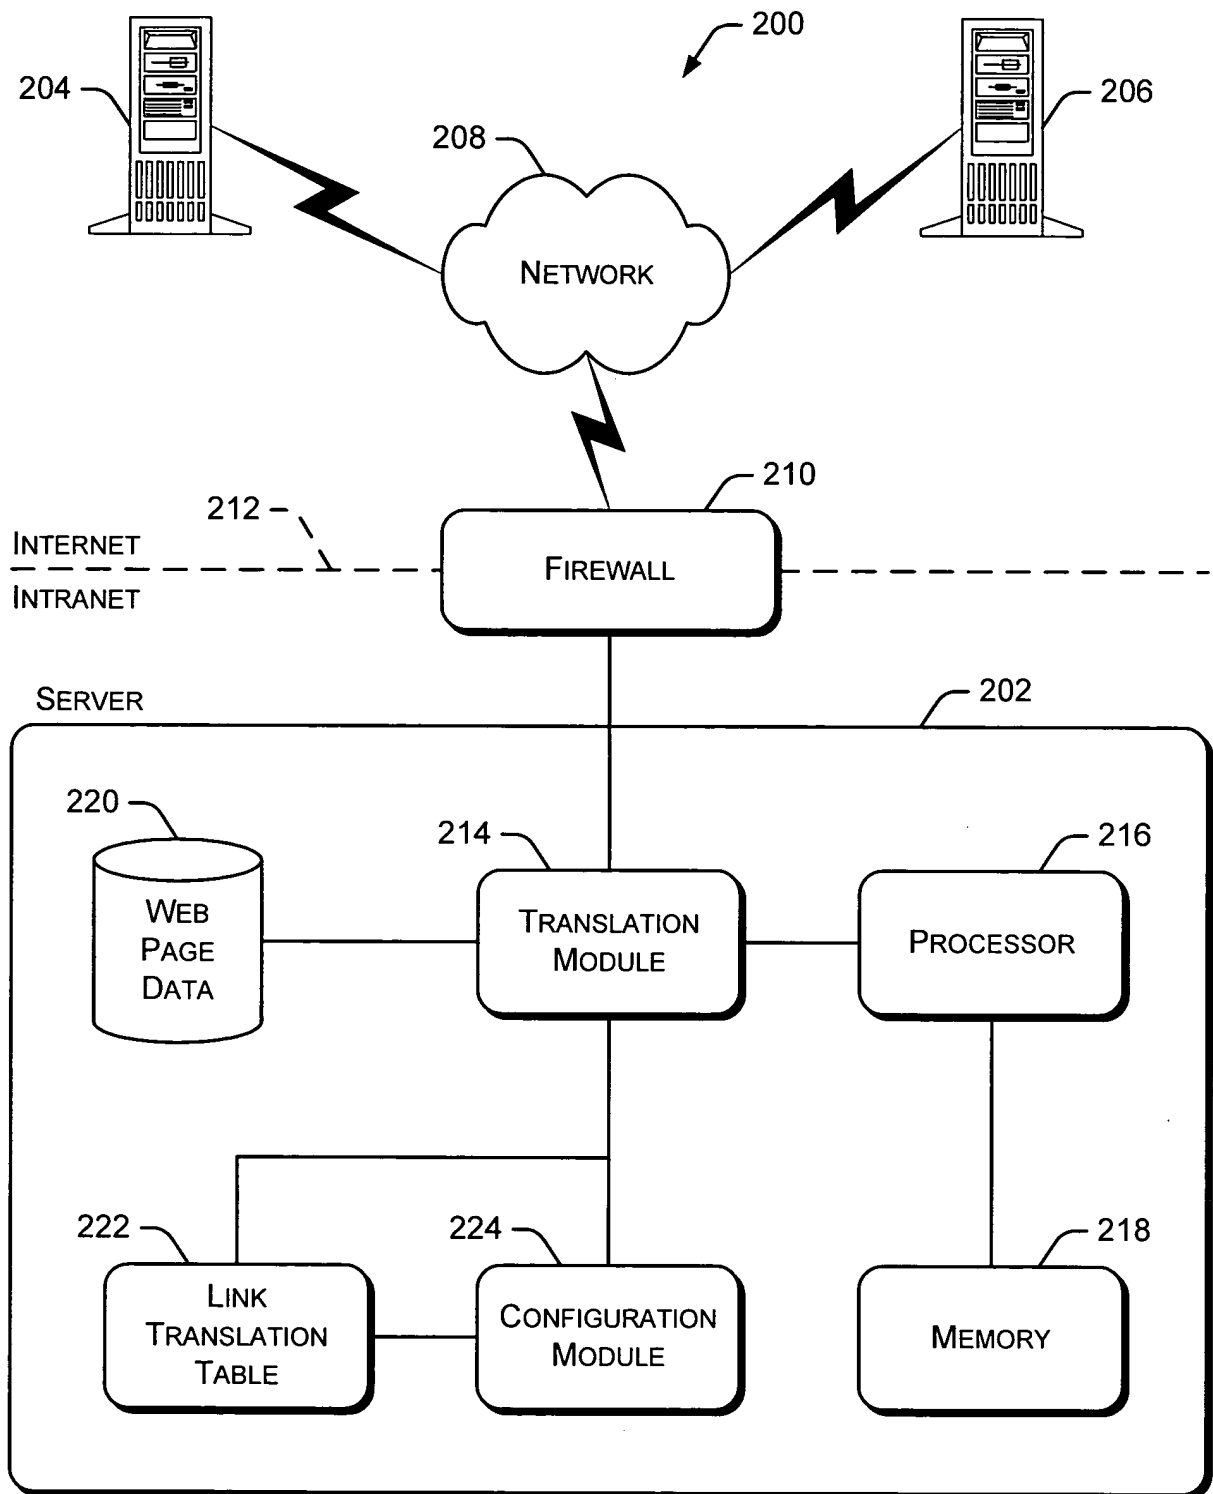 200
204
206
208
NETWORK
210
212
INTERNET
FIREWALL
INTRANET
SERVER
202
220
214
216
WEB
PAGE
DATA
TRANSLATION
MODULE
PROCESSOR
222
224
218
LINK
TRANSLATION
TABLE
CONFIGURATION
MODULE
MEMORY